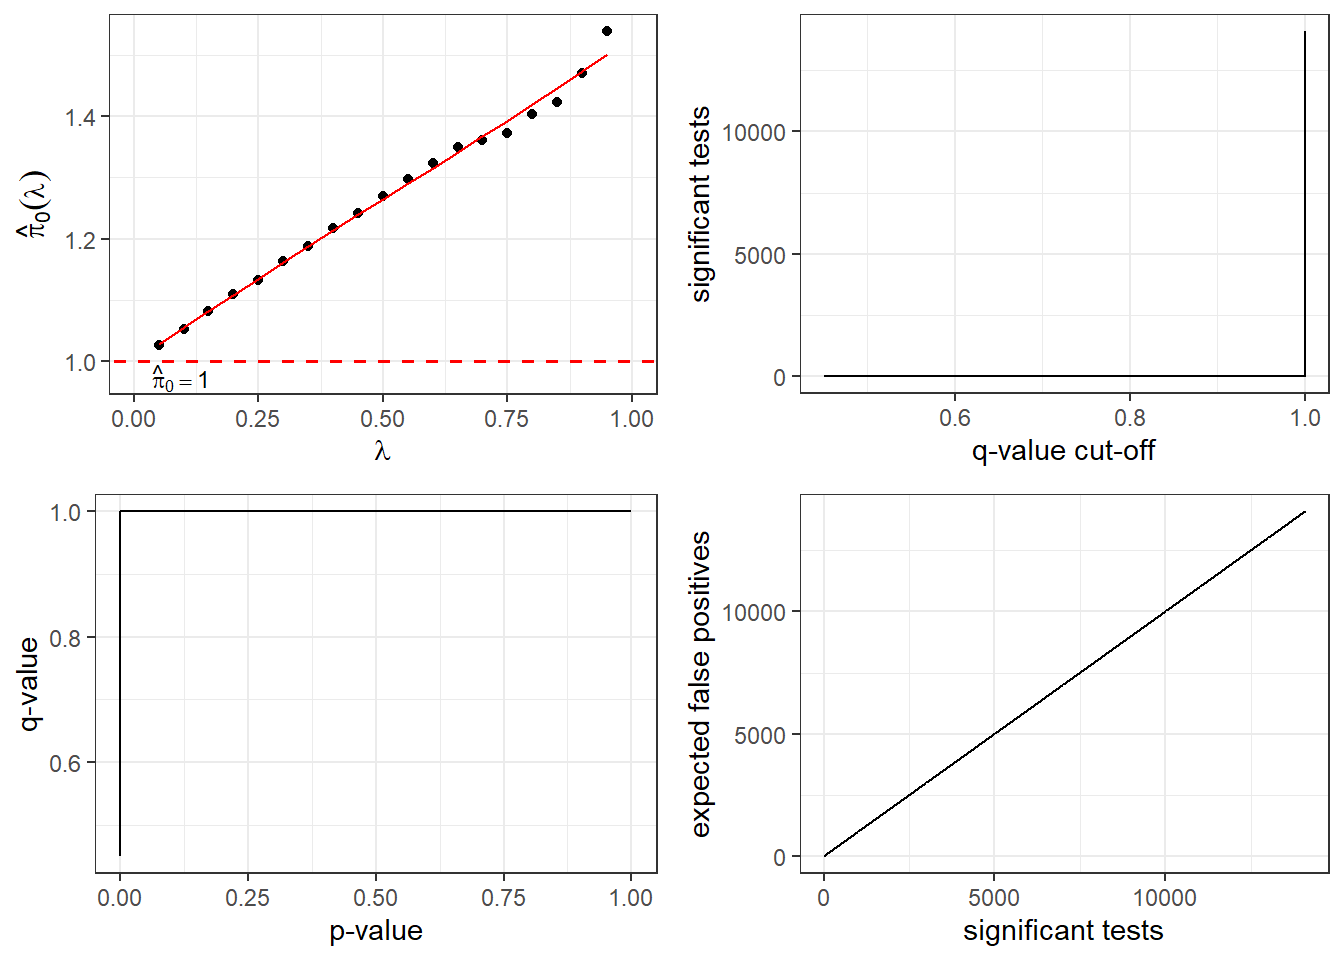 π̂₀(λ)
1.4
1.2
1.0
π̂₀ = 1
0.00 0.25 0.50 0.75 1.00
λ
significant tests
10000
5000
0
0.6 0.8 1.0
q-value cut-off
q-value
1.0
0.8
0.6
0.00 0.25 0.50 0.75 1.00
p-value
expected false positives
10000
5000
0
0 5000 10000
significant tests